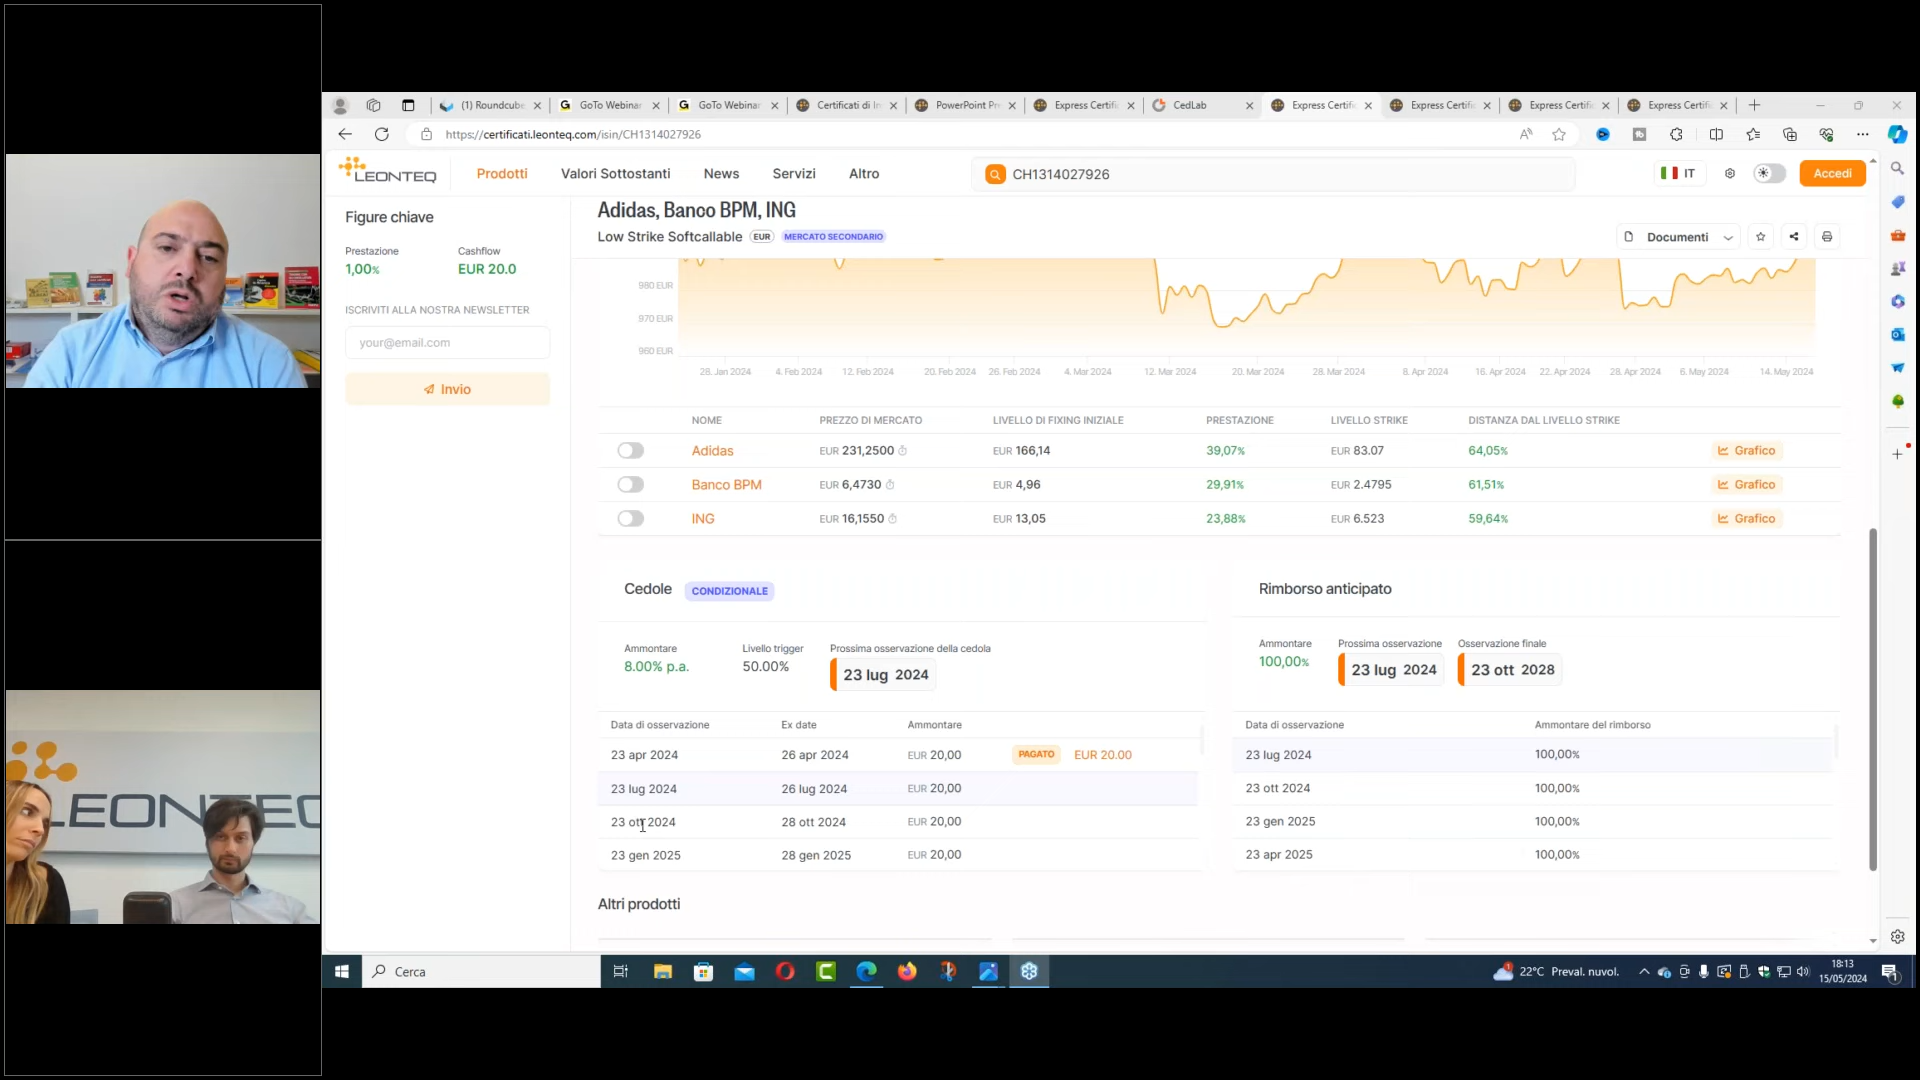 (1) Roundcube
GoTo Webinar
GoTo Webinar
Certificati di In
PowerPoint Pr
Express Certifi
CedLab
Express Certifi
Express Certifi
Express Certifi
Express Certifi
https://certificati.leonteq.com/isin/CH1314027926
LEONTEQ
Prodotti
Valori Sottostanti
News
Servizi
Altro
CH1314027926
IT
Accedi
Figure chiave
Prestazione
Cashflow
1,00%
EUR 20.0
ISCRIVITI ALLA NOSTRA NEWSLETTER
your@email.com
Invio
Adidas, Banco BPM, ING
Low Strike Softcallable EUR MERCATO SECONDARIO
Documenti
980 EUR
970 EUR
960 EUR
28. Jan 2024 4. Feb 2024 12. Feb 2024 20. Feb 2024 26. Feb 2024 4. Mar 2024 12. Mar 2024 20. Mar 2024 28. Mar 2024 8. Apr 2024 16. Apr 2024 22. Apr 2024 28. Apr 2024 6. May 2024 14. May 2024
NOME PREZZO DI MERCATO LIVELLO DI FIXING INIZIALE PRESTAZIONE LIVELLO STRIKE DISTANZA DAL LIVELLO STRIKE
Adidas EUR 231,2500 EUR 166,14 39,07% EUR 83.07 64,05% Grafico
Banco BPM EUR 6,4730 EUR 4,96 29,91% EUR 2.4795 61,51% Grafico
ING EUR 16,1550 EUR 13,05 23,88% EUR 6.523 59,64% Grafico
Cedole CONDIZIONALE
Ammontare Livello trigger Prossima osservazione della cedola
8.00% p.a. 50.00% 23 lug 2024
Data di osservazione Ex date Ammontare
23 apr 2024 26 apr 2024 EUR 20,00 PAGATO EUR 20.00
23 lug 2024 26 lug 2024 EUR 20,00
23 ott 2024 28 ott 2024 EUR 20,00
23 gen 2025 28 gen 2025 EUR 20,00
Rimborso anticipato
Ammontare Prossima osservazione Osservazione finale
100,00% 23 lug 2024 23 ott 2028
Data di osservazione Ammontare del rimborso
23 lug 2024 100,00%
23 ott 2024 100,00%
23 gen 2025 100,00%
23 apr 2025 100,00%
Altri prodotti
LEONTEQ
Cerca
22°C Preval. nuvol.
18:13
15/05/2024